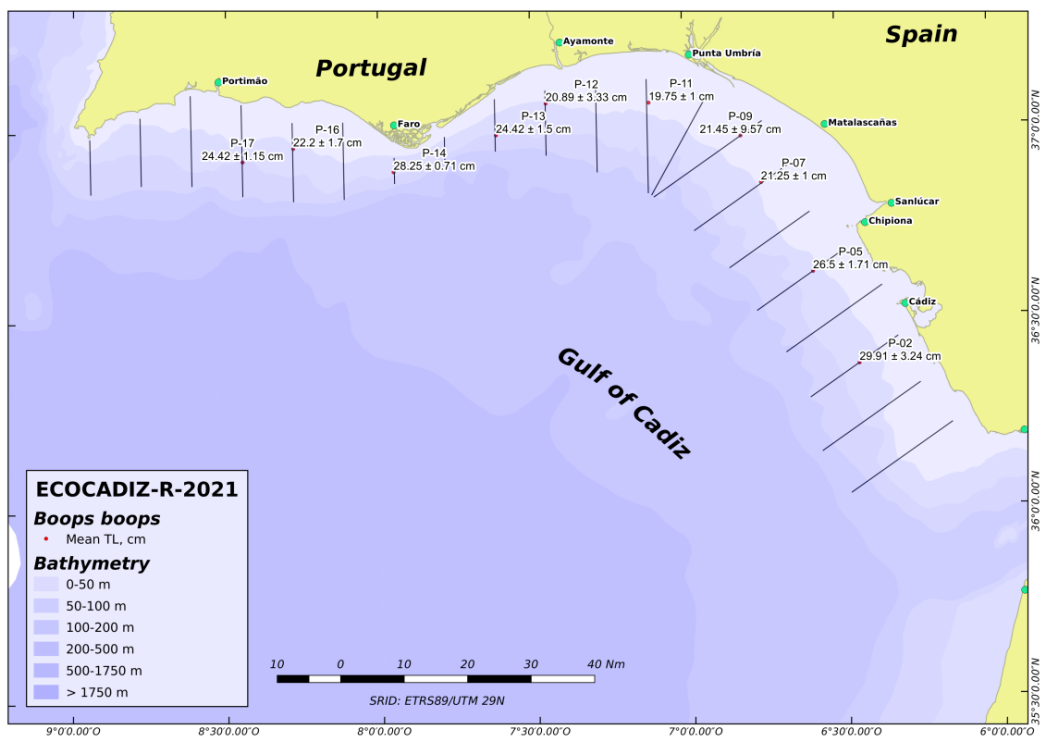 Spain
Ayamonte
Punta Umbría
Portugal
Portimão
P-12
20.89 ± 3.33 cm
P-11
19.75 ± 1 cm
Faro
P-13
24.42 ± 1.5 cm
P-09
21.45 ± 9.57 cm
Matalascañas
P-17
24.42 ± 1.15 cm
P-16
22.2 ± 1.7 cm
P-14
28.25 ± 0.71 cm
P-07
21.25 ± 1 cm
Sanlúcar
Chipiona
P-05
26.5 ± 1.71 cm
Cádiz
P-02
29.91 ± 3.24 cm
Gulf of Cadiz
37°0'0.00"N
36°30'0.00"N
36°0'0.00"N
35°30'0.00"N
ECOCADIZ-R-2021
Boops boops
Mean TL, cm
Bathymetry
0-50 m
50-100 m
100-200 m
200-500 m
500-1750 m
> 1750 m
10 0 10 20 30 40 Nm
SRID: ETRS89/UTM 29N
9°0'0.00"O 8°30'0.00"O 8°0'0.00"O 7°30'0.00"O 7°0'0.00"O 6°30'0.00"O 6°0'0.00"O